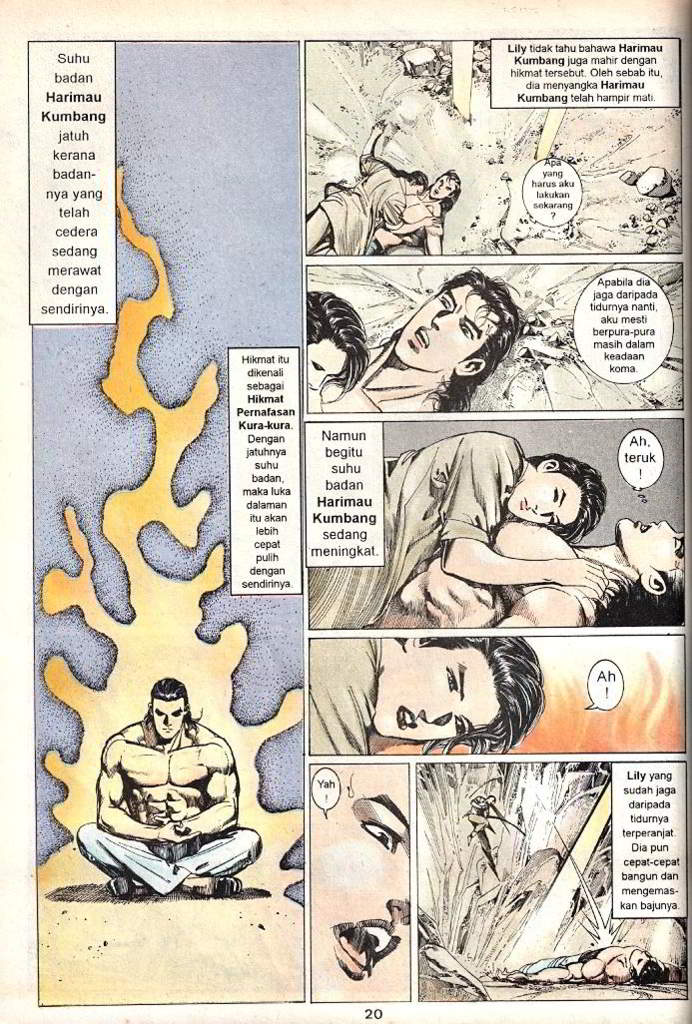 Suhu
badan
Harimau
Kumbang
jatuh
kerana
badan-
nya yang
telah
cedera
sedang
merawat
dengan
sendirinya.
Hikmat itu
dikenali
sebagai
Hikmat
Pernafasan
Kura-kura.
Dengan
jatuhnya
suhu
badan,
maka luka
dalaman
itu akan
lebih
cepat
pulih
dengan
sendirinya.
Lily tidak tahu bahawa Harimau
Kumbang juga mahir dengan
hikmat tersebut. Oleh sebab itu,
dia menyangka Harimau
Kumbang telah hampir mati.
Apa
yang
harus aku
lakukan
sekarang
?
Apabila dia
jaga daripada
tidurnya nanti,
aku mesti
berpura-pura
masih dalam
keadaan
koma.
Namun
begitu
suhu
badan
Harimau
Kumbang
sedang
meningkat.
Ah,
teruk
!
Ah
!
Yah
!
Lily yang
sudah jaga
daripada
tidurnya
terperanjat.
Dia pun
cepat-cepat
bangun dan
mengemas-
kan bajunya.
20